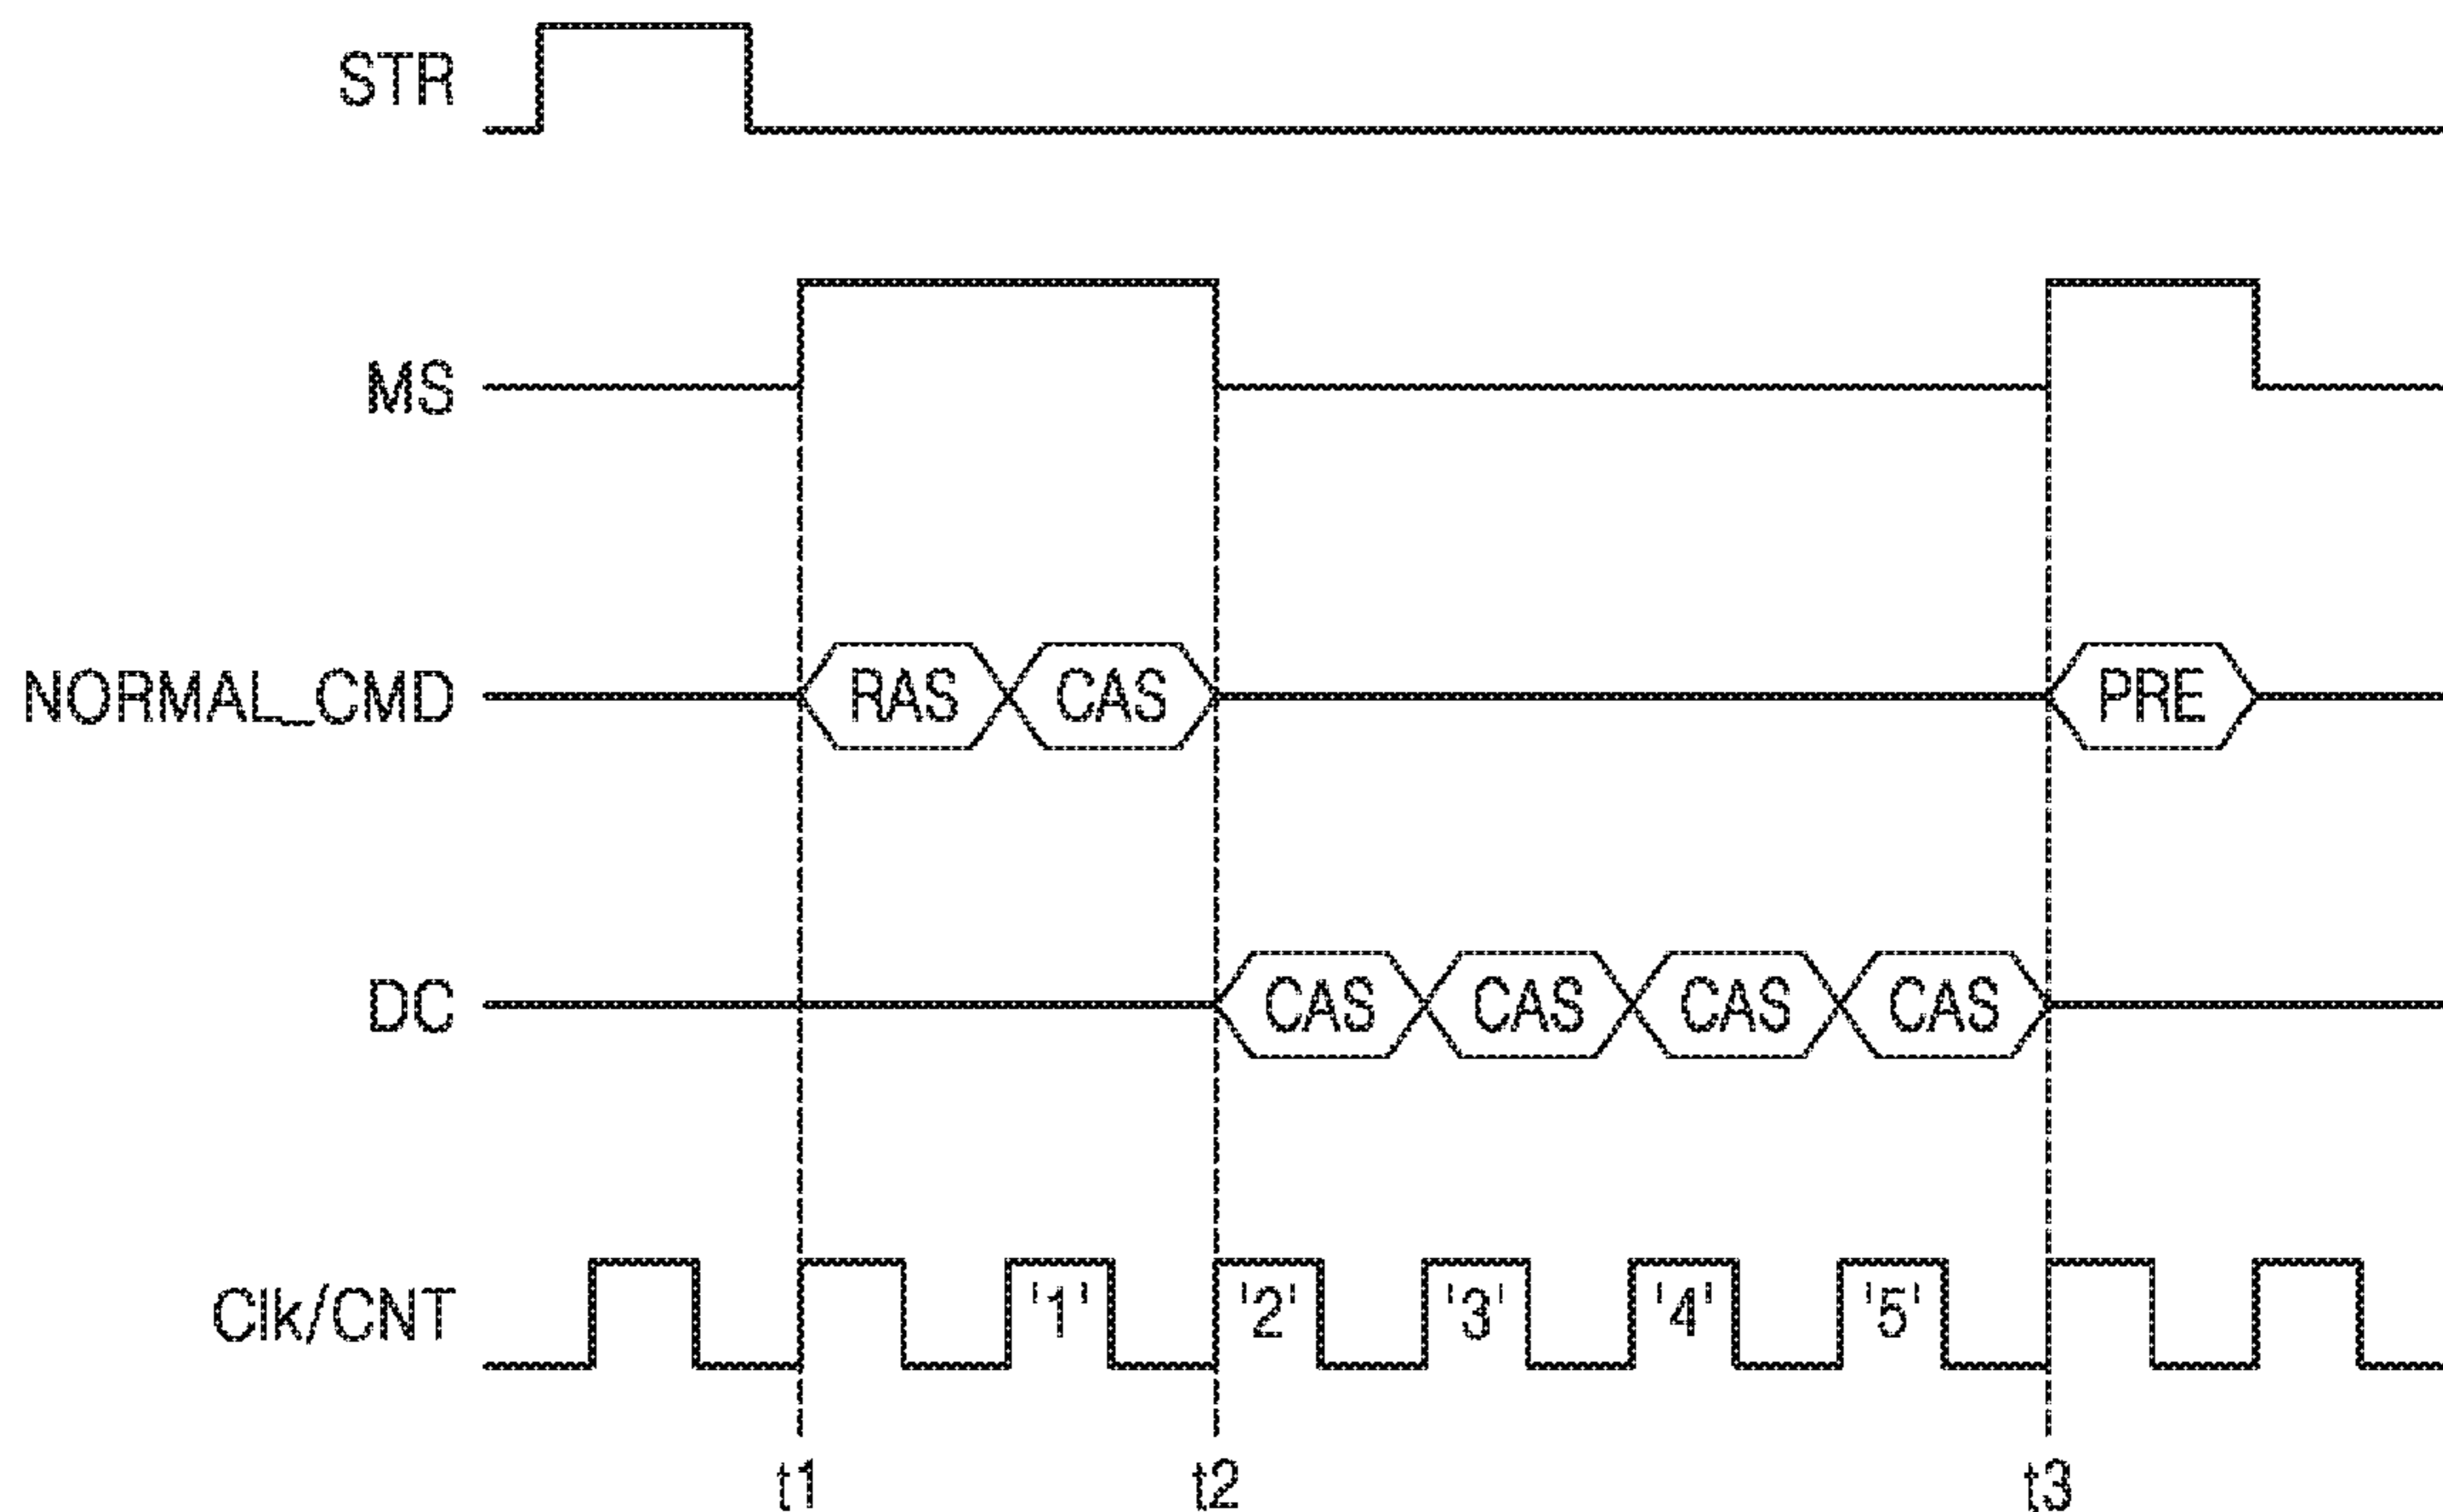 STR
MS
NORMAL_CMD RAS CAS PRE
DC CAS CAS CAS CAS
Clk/CNT '1' '2' '3' '4' '5'
t1 t2 t3